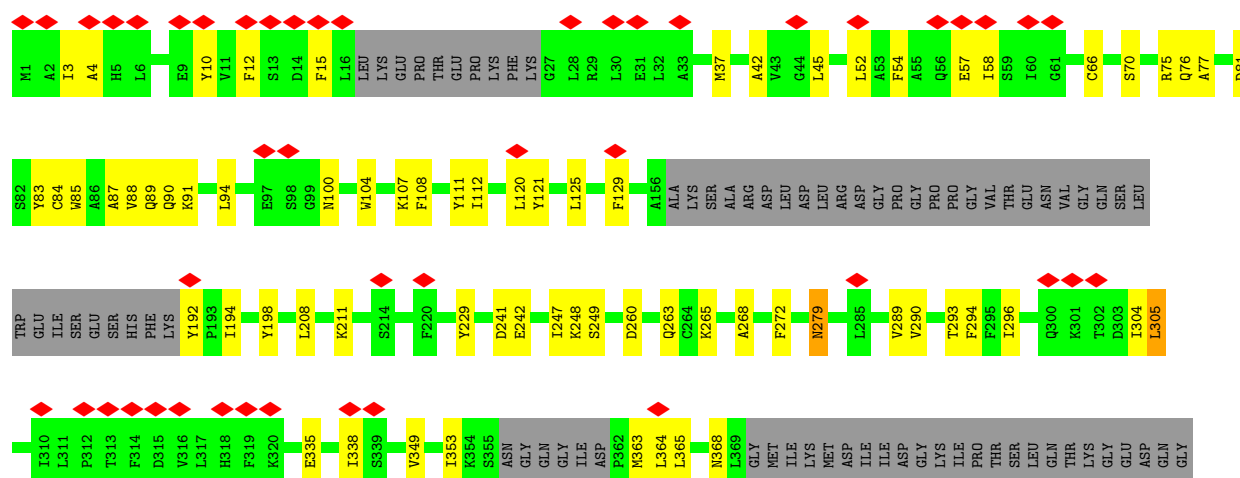 M1 A2 I3 A4 H5 L6 E9 Y10 V11 F12 S13 D14 F15 L16 LEU LYS GLU PRO THR GLU PRO LYS PHE LYS G27 L28 R29 L30 E31 L32 A33 M37 A42 V43 G44 L45 L52 A53 F54 A55 Q56 E57 I58 S59 I60 G61 C66 S70 R75 Q76 A77
S82 Y83 C84 W85 A86 A87 V88 Q89 Q90 K91 L94 E97 S98 G99 N100 W104 K107 F108 Y111 I112 L120 Y121 L125 F129 A156 ALA LYS SER ALA ARG ASP LEU ASP LEU ARG ASP GLY PRO GLY PRO PRO GLY VAL THR GLU ASN VAL GLY GLN SER LEU
TRP GLU ILE SER GLU SER HIS PHE LYS Y192 P193 I194 Y198 L208 K211 S214 F220 Y229 D241 E242 I247 K248 S249 D260 Q263 C264 K265 A268 F272 N279 L285 V289 V290 T293 F294 F295 I296 Q300 K301 T302 D303 I304 L305
I310 L311 P312 T313 F314 D315 V316 L317 H318 F319 K320 E335 I338 S339 V349 I353 K354 S355 ASN GLY GLN GLY ILE ASP P362 M363 L364 L365 N368 L369 GLY MET ILE LYS MET ASP ILE ILE ASP GLY LYS ILE PRO THR SER LEU GLN GLN THR LYS GLY GLU ASP GLN GLY